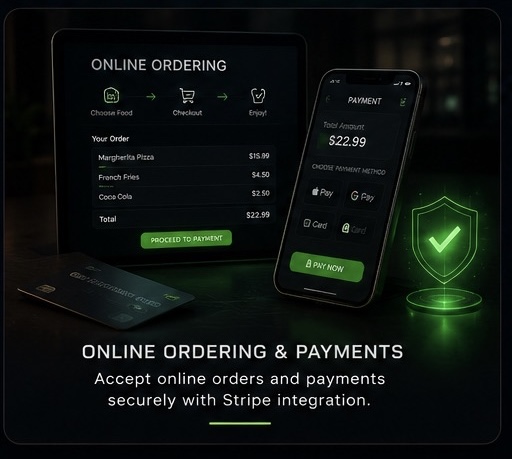 ONLINE ORDERING
Choose Food
Checkout
Enjoy!
Your Order
Margherita Pizza $15.99
French Fries $4.50
Coca Cola $2.50
Total $22.99
PROCEED TO PAYMENT
PAYMENT
Total Amount
$22.99
CHOOSE PAYMENT METHOD
Pay
G Pay
Card
Card
PAY NOW
ONLINE ORDERING & PAYMENTS
Accept online orders and payments
securely with Stripe integration.